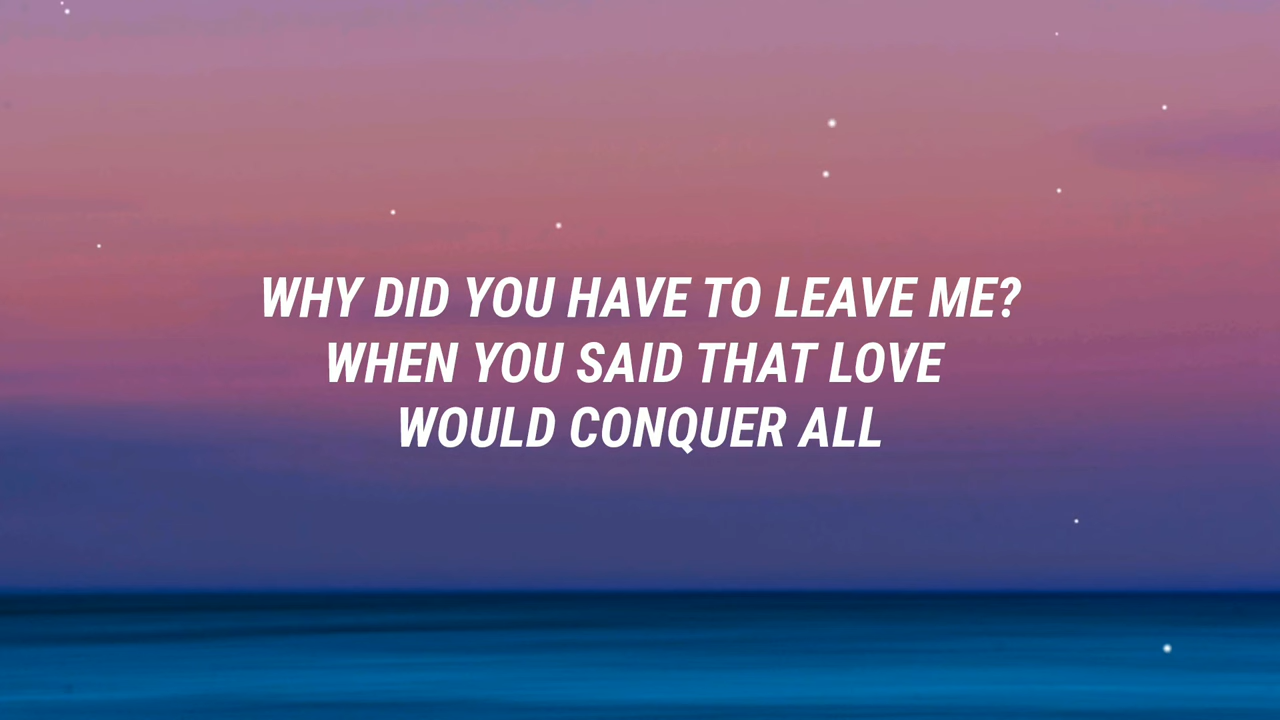 WHY DID YOU HAVE TO LEAVE ME?
WHEN YOU SAID THAT LOVE
WOULD CONQUER ALL